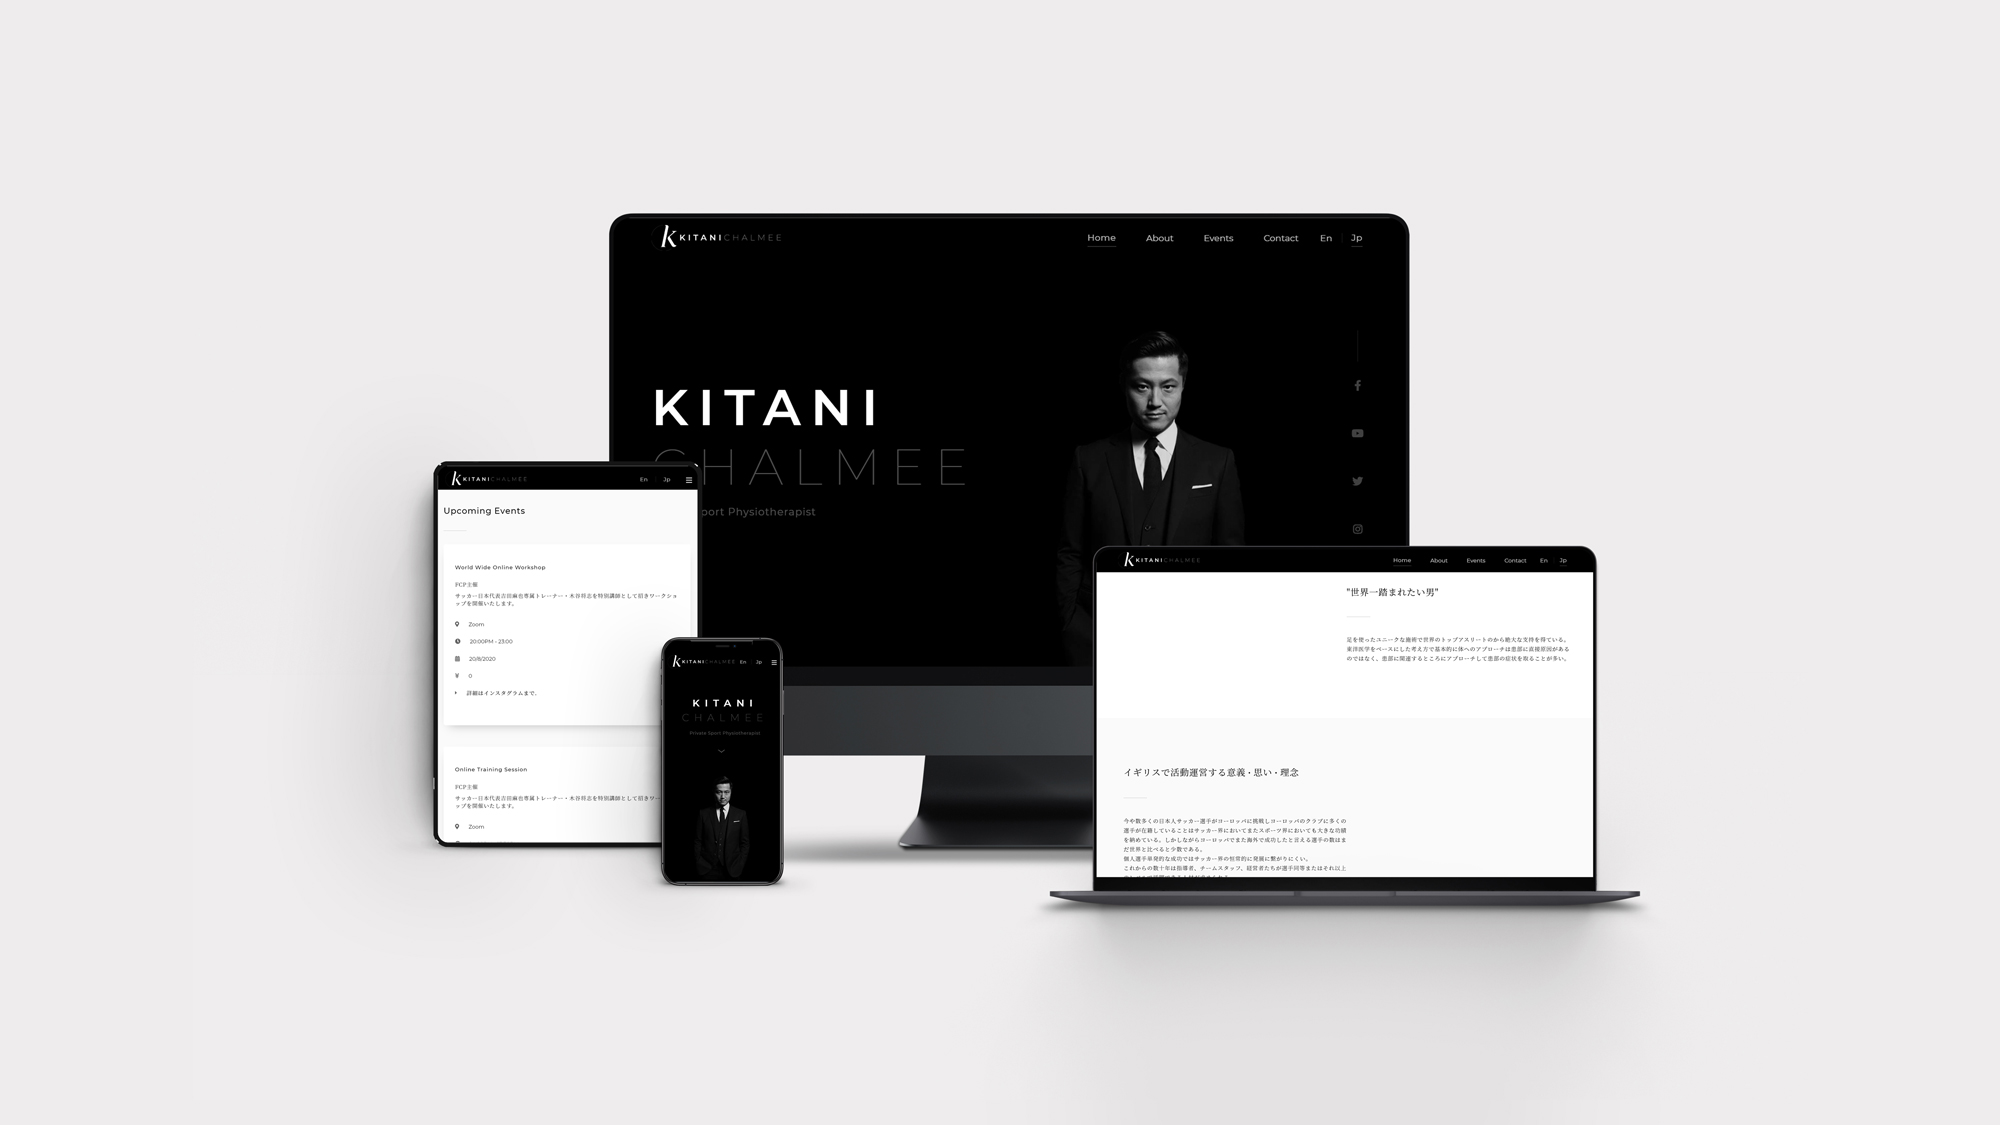 KITANICHALMEE
Home About Events Contact En Jp
KITANI
CHALMEE
Sport Physiotherapist
KITANICHALMEE En Jp
Upcoming Events
World Wide Online Workshop
FCP主催
サッカー日本代表吉田麻也専属トレーナー・木谷将志を特別講師として招きワークショ
ップを開催いたします。
Zoom
20:00PM - 23:00
20/8/2020
¥ 0
詳細はインスタグラムまで。
Online Training Session
FCP主催
サッカー日本代表吉田麻也専属トレーナー・木谷将志を特別講師として招きワー
ップを開催いたします。
Zoom
KITANICHALMEE En Jp
KITANI
CHALMEE
Private Sport Physiotherapist
KITANICHALMEE
Home About Events Contact En Jp
"世界一踏まれたい男"
足を使ったユニークな施術で世界のトップアスリートのから絶大な支持を得ている。
東洋医学をベースにした考え方で基本的に体へのアプローチは患部に直接原因がある
のではなく、患部に関連するところにアプローチして患部の症状を取ることが多い。
イギリスで活動運営する意義・思い・理念
今や数多くの日本人サッカー選手がヨーロッパに挑戦しヨーロッパのクラブに多くの
選手が在籍していることはサッカー界においてまたスポーツ界においても大きな功績
を納めている。しかしながらヨーロッパでまた海外で成功したと言える選手の数はま
だ世界と比べると少数である。
個人選手単発的な成功ではサッカー界の恒常的に発展に繋がりにくい。
これからの数十年は指導者、チームスタッフ、経営者たちが選手同等またはそれ以上